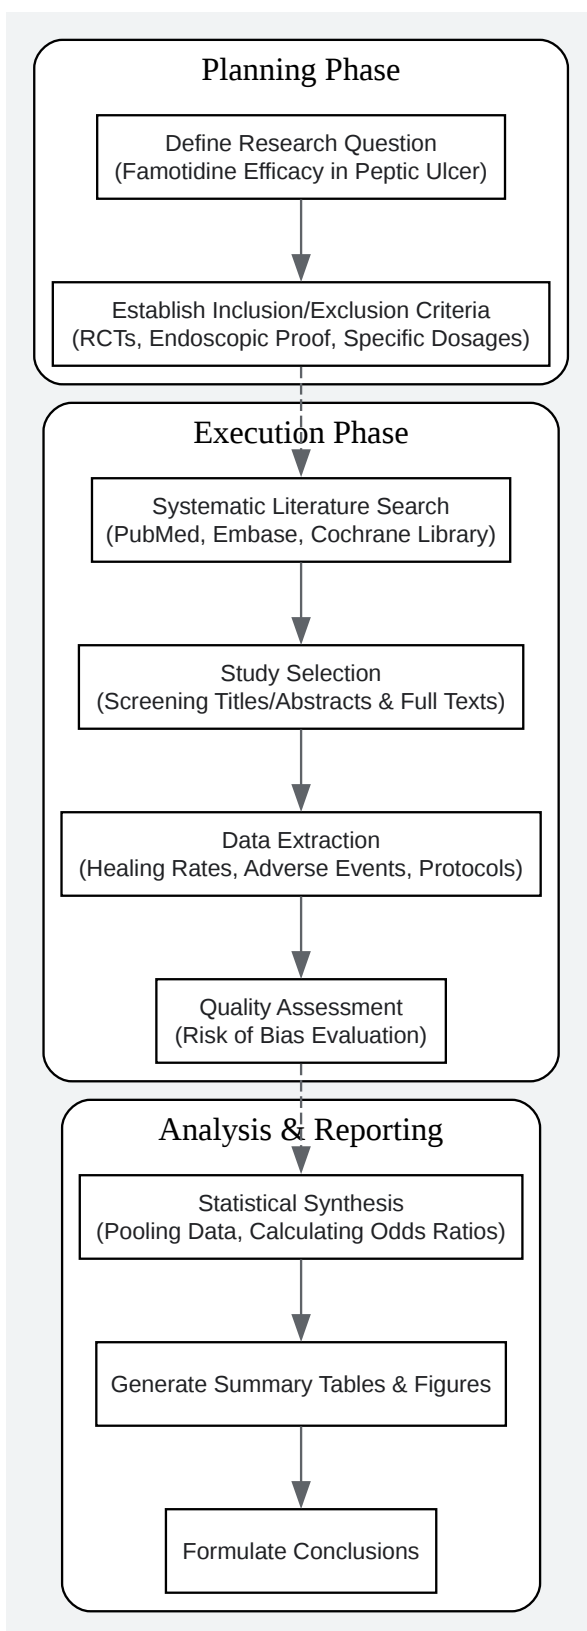 Planning Phase
Define Research Question
(Famotidine Efficacy in Peptic Ulcer)
Establish Inclusion/Exclusion Criteria
(RCTs, Endoscopic Proof, Specific Dosages)
Execution Phase
Systematic Literature Search
(PubMed, Embase, Cochrane Library)
Study Selection
(Screening Titles/Abstracts & Full Texts)
Data Extraction
(Healing Rates, Adverse Events, Protocols)
Quality Assessment
(Risk of Bias Evaluation)
Analysis & Reporting
Statistical Synthesis
(Pooling Data, Calculating Odds Ratios)
Generate Summary Tables & Figures
Formulate Conclusions